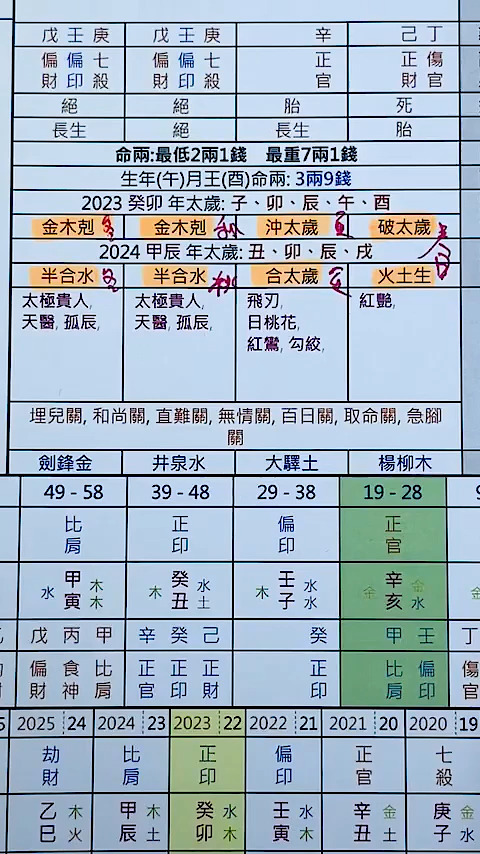 戊 壬 庚 戊 壬 庚 辛 己 丁
偏 偏 七 偏 偏 七 正 正 傷
財 印 殺 財 印 殺 官 財 官
絕 絕 胎 死
長生 絕 長生 胎
命兩:最低2兩1錢 最重7兩1錢
生年(午)月王(酉)命兩: 3兩9錢
2023 癸卯 年太歲: 子、卯、辰、午、酉
金木剋 金木剋 沖太歲 破太歲
2024 甲辰 年太歲: 丑、卯、辰、戌
半合水 半合水 合太歲 火土生
太極貴人, 太極貴人, 飛刃, 紅艷,
天醫, 孤辰, 天醫, 孤辰, 日桃花,
紅鸞, 勾絞,
埋兒關, 和尚關, 直難關, 無情關, 百日關, 取命關, 急腳
關
劍鋒金 井泉水 大驛土 楊柳木
49 - 58 39 - 48 29 - 38 19 - 28
比 正 偏 正
肩 印 印 官
水 甲 木 木 癸 水 木 壬 水 金 辛 金
寅 木 丑 土 子 水 亥 水
戊 丙 甲 辛 癸 己 癸 甲 壬 丁
偏 食 比 正 正 正 正 比 偏 傷
財 神 肩 官 印 財 印 肩 印 官
2025 24 2024 23 2023 22 2022 21 2021 20 2020 19
劫 比 正 偏 正 七
財 肩 印 印 官 殺
乙 木 甲 木 癸 水 壬 水 辛 金 庚 金
巳 火 辰 土 卯 木 寅 木 丑 土 子 水